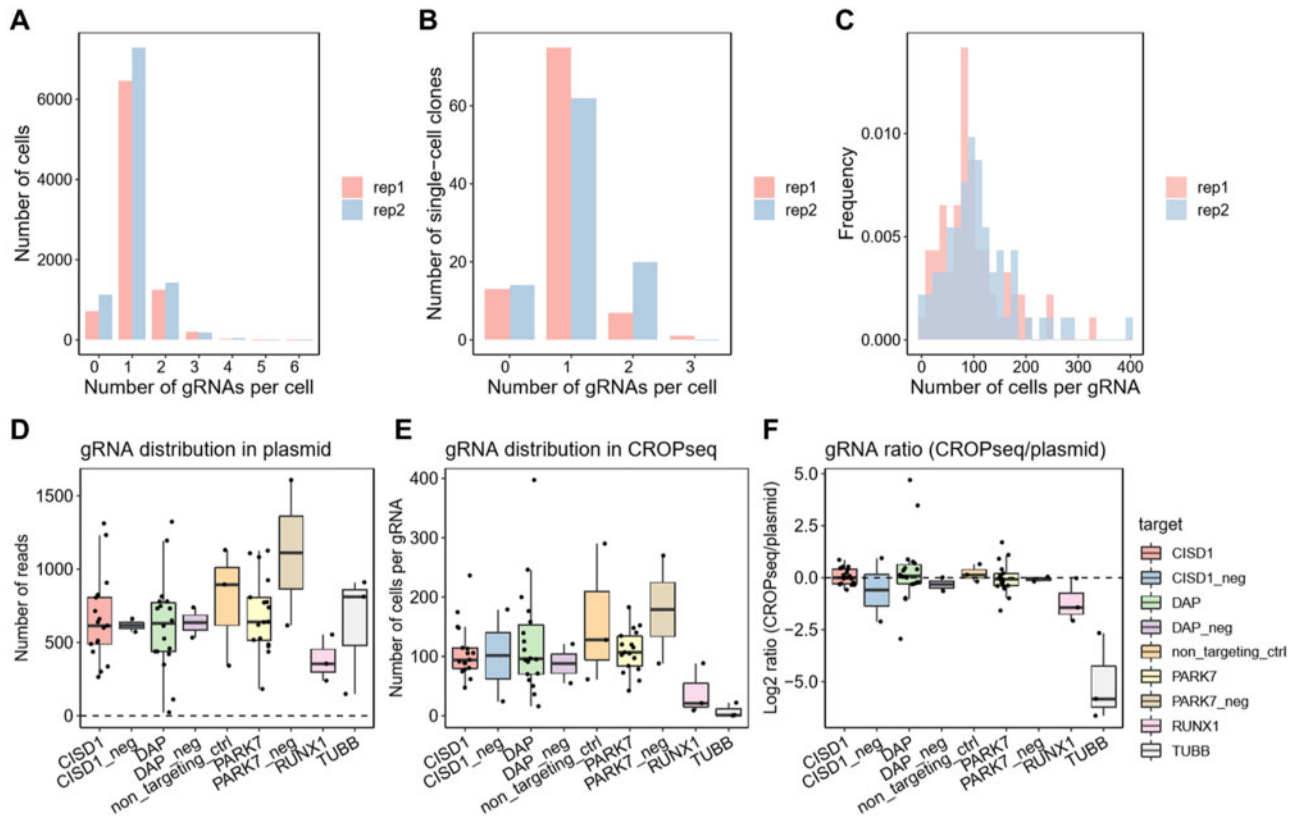 A
Number of cells
6000
4000
2000
0
0 1 2 3 4 5 6
Number of gRNAs per cell
rep1
rep2
B
Number of single−cell clones
60
40
20
0
0 1 2 3
Number of gRNAs per cell
rep1
rep2
C
Frequency
0.010
0.005
0.000
0 100 200 300 400
Number of cells per gRNA
rep1
rep2
D
gRNA distribution in plasmid
Number of reads
1500
1000
500
0
CISD1
CISD1_neg
DAP
DAP_neg
non_targeting_ctrl
PARK7
PARK7_neg
RUNX1
TUBB
E
gRNA distribution in CROPseq
Number of cells per gRNA
400
300
200
100
0
CISD1
CISD1_neg
DAP
DAP_neg
non_targeting_ctrl
PARK7
PARK7_neg
RUNX1
TUBB
F
gRNA ratio (CROPseq/plasmid)
Log2 ratio (CROPseq/plasmid)
5.0
2.5
0.0
−2.5
−5.0
CISD1
CISD1_neg
DAP
DAP_neg
non_targeting_ctrl
PARK7
PARK7_neg
RUNX1
TUBB
target
CISD1
CISD1_neg
DAP
DAP_neg
non_targeting_ctrl
PARK7
PARK7_neg
RUNX1
TUBB